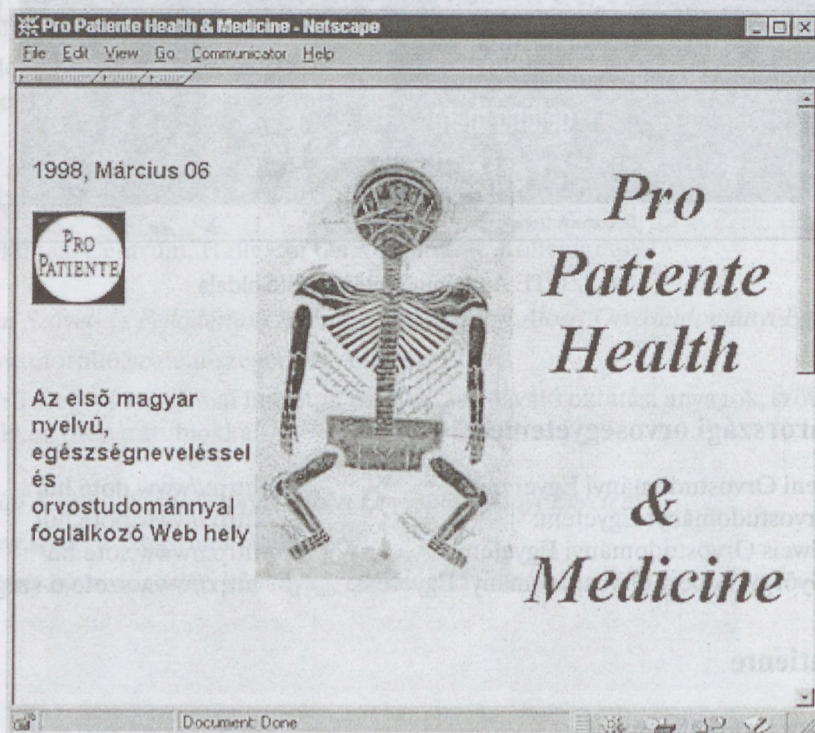 Pro Patiente Health & Medicine - Netscape
File Edit View Go Communicator Help
1998, Március 06
PRO
PATIENTE
Az első magyar
nyelvű,
egészségneveléssel
és
orvostudománnyal
foglalkozó Web hely
Pro
Patiente
Health
&
Medicine
Document: Done